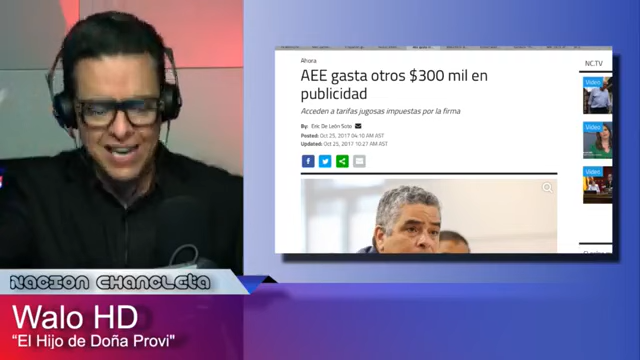 Ahora
AEE gasta otros $300 mil en
publicidad
Acceden a tarifas jugosas impuestas por la firma
By: Eric De León Soto
Posted: Oct 25, 2017 04:10 AM AST
Updated: Oct 25, 2017 10:27 AM AST
NC.TV
Video
Video
Video
NACION CHANCLETA
Walo HD
"El Hijo de Doña Provi"